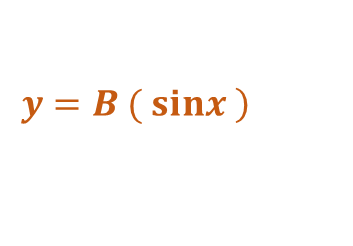 y = B ( sinx )